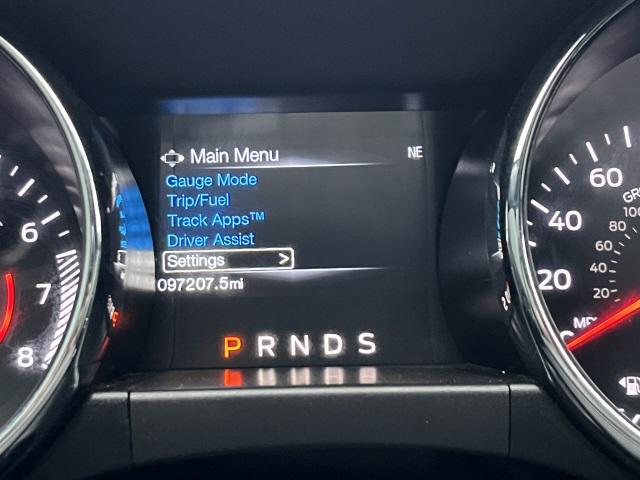 Main Menu NE
Gauge Mode
Trip/Fuel
Track Apps™
Driver Assist
Settings >
097207.5mi
P R N D S
6
7
8
60
40
20
100
80
60
40
20